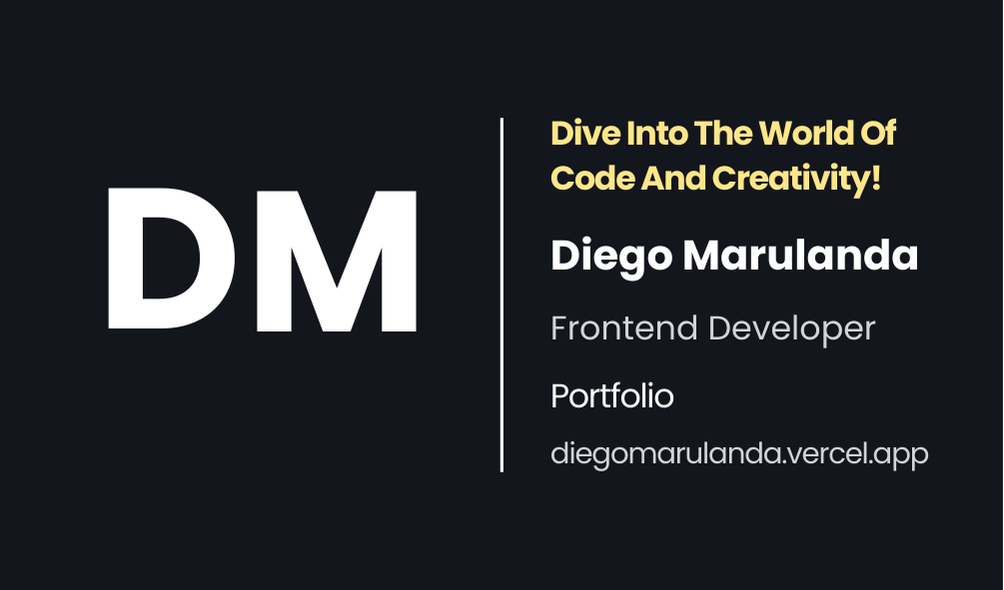 DM
Dive Into The World Of
Code And Creativity!
Diego Marulanda
Frontend Developer
Portfolio
diegomarulanda.vercel.app